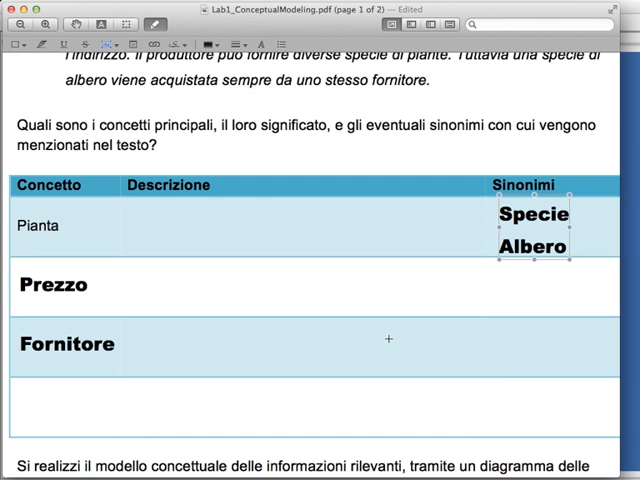 Lab1_ConceptualModeling.pdf (page 1 of 2) — Edited
l'indirizzo. Il produttore può fornire diverse specie di piante. Tuttavia una specie di
albero viene acquistata sempre da uno stesso fornitore.
Quali sono i concetti principali, il loro significato, e gli eventuali sinonimi con cui vengono
menzionati nel testo?
Concetto Descrizione Sinonimi
Pianta Specie
Albero
Prezzo
Fornitore
Si realizzi il modello concettuale delle informazioni rilevanti, tramite un diagramma delle